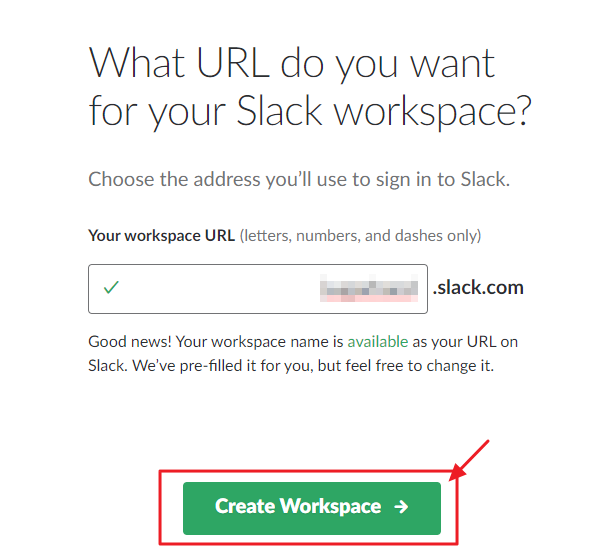 What URL do you want
for your Slack workspace?
Choose the address you'll use to sign in to Slack.
Your workspace URL (letters, numbers, and dashes only)
.slack.com
Good news! Your workspace name is available as your URL on
Slack. We've pre-filled it for you, but feel free to change it.
Create Workspace →